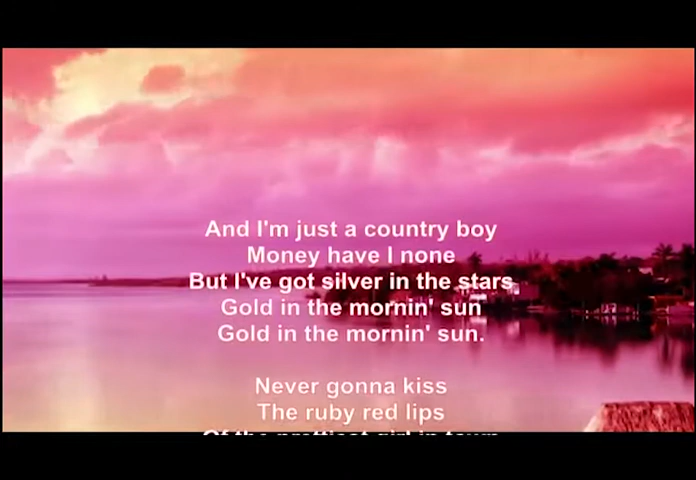 And I'm just a country boy
Money have I none
But I've got silver in the stars
Gold in the mornin' sun
Gold in the mornin' sun.
Never gonna kiss
The ruby red lips
Of the prettiest girl in town